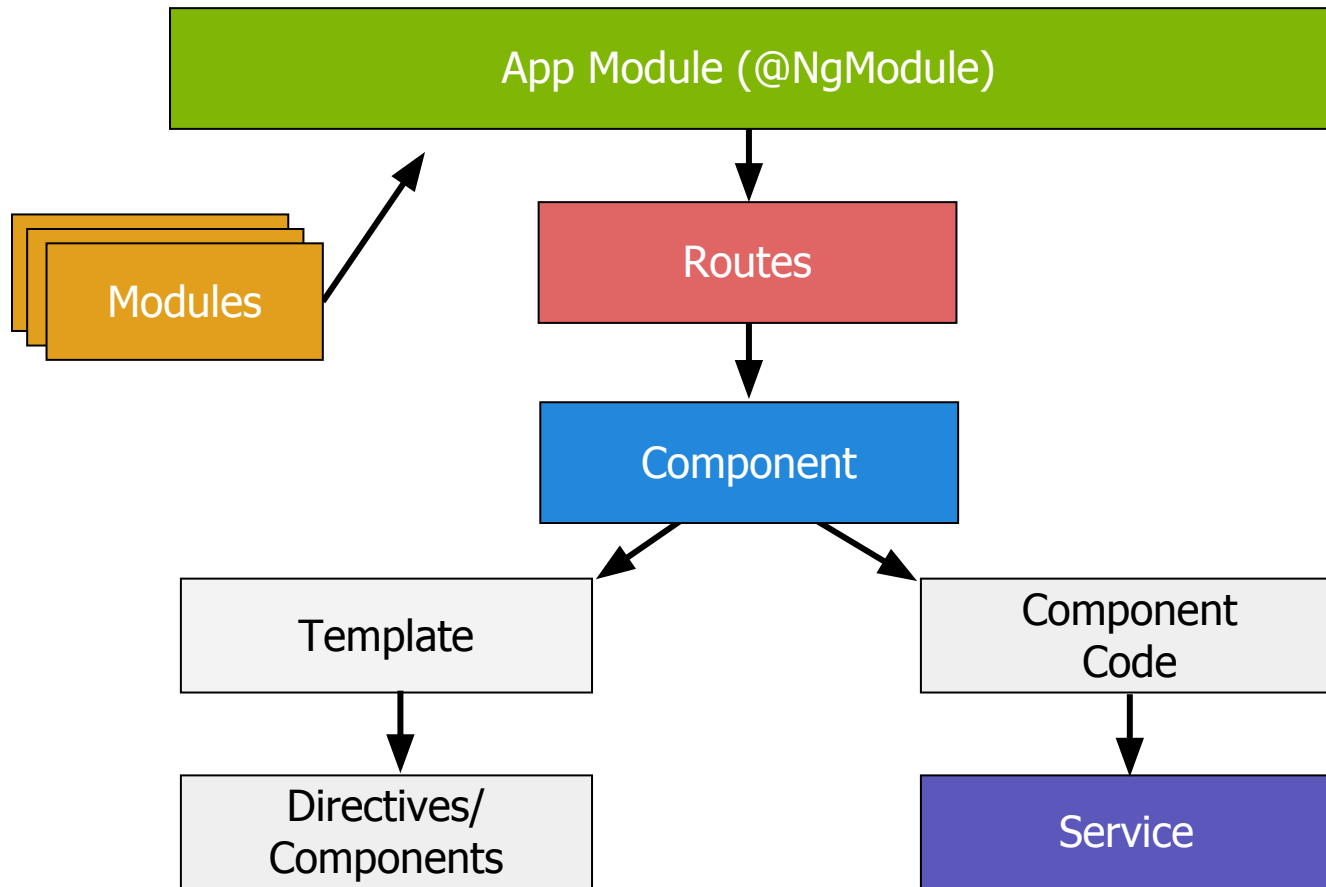 App Module (@NgModule)
Routes
Modules
Component
Template
Component
Code
Directives/
Components
Service